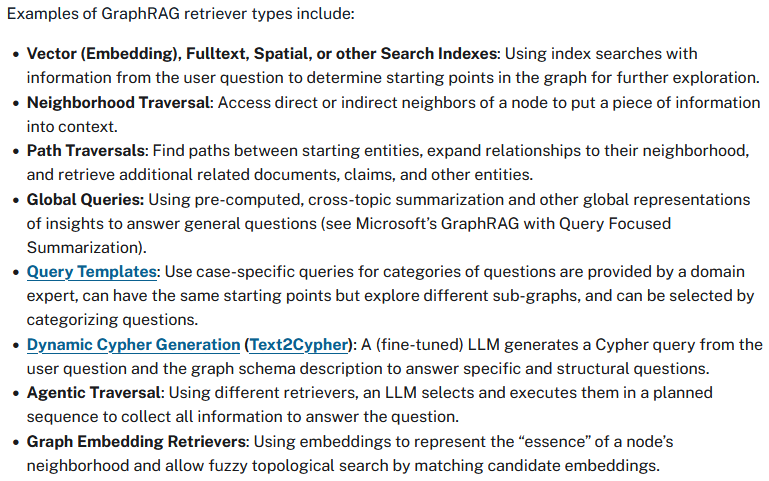 Examples of GraphRAG retriever types include:
• Vector (Embedding), Fulltext, Spatial, or other Search Indexes: Using index searches with
information from the user question to determine starting points in the graph for further exploration.
• Neighborhood Traversal: Access direct or indirect neighbors of a node to put a piece of information
into context.
• Path Traversals: Find paths between starting entities, expand relationships to their neighborhood,
and retrieve additional related documents, claims, and other entities.
• Global Queries: Using pre-computed, cross-topic summarization and other global representations
of insights to answer general questions (see Microsoft’s GraphRAG with Query Focused
Summarization).
• Query Templates: Use case-specific queries for categories of questions are provided by a domain
expert, can have the same starting points but explore different sub-graphs, and can be selected by
categorizing questions.
• Dynamic Cypher Generation (Text2Cypher): A (fine-tuned) LLM generates a Cypher query from the
user question and the graph schema description to answer specific and structural questions.
• Agentic Traversal: Using different retrievers, an LLM selects and executes them in a planned
sequence to collect all information to answer the question.
• Graph Embedding Retrievers: Using embeddings to represent the “essence” of a node’s
neighborhood and allow fuzzy topological search by matching candidate embeddings.